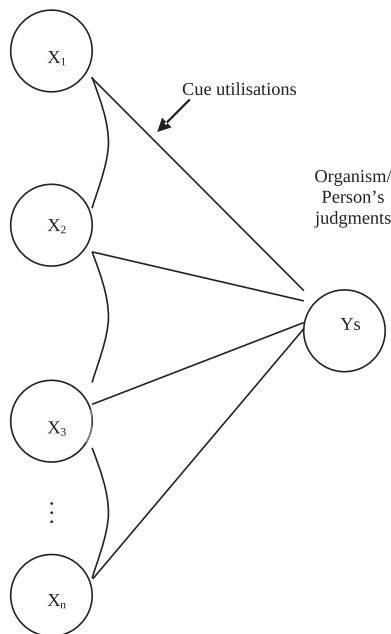 X₁
Cue utilisations
Organism/
Person’s
judgments
X₂
Ys
X₃
⋮
Xₙ